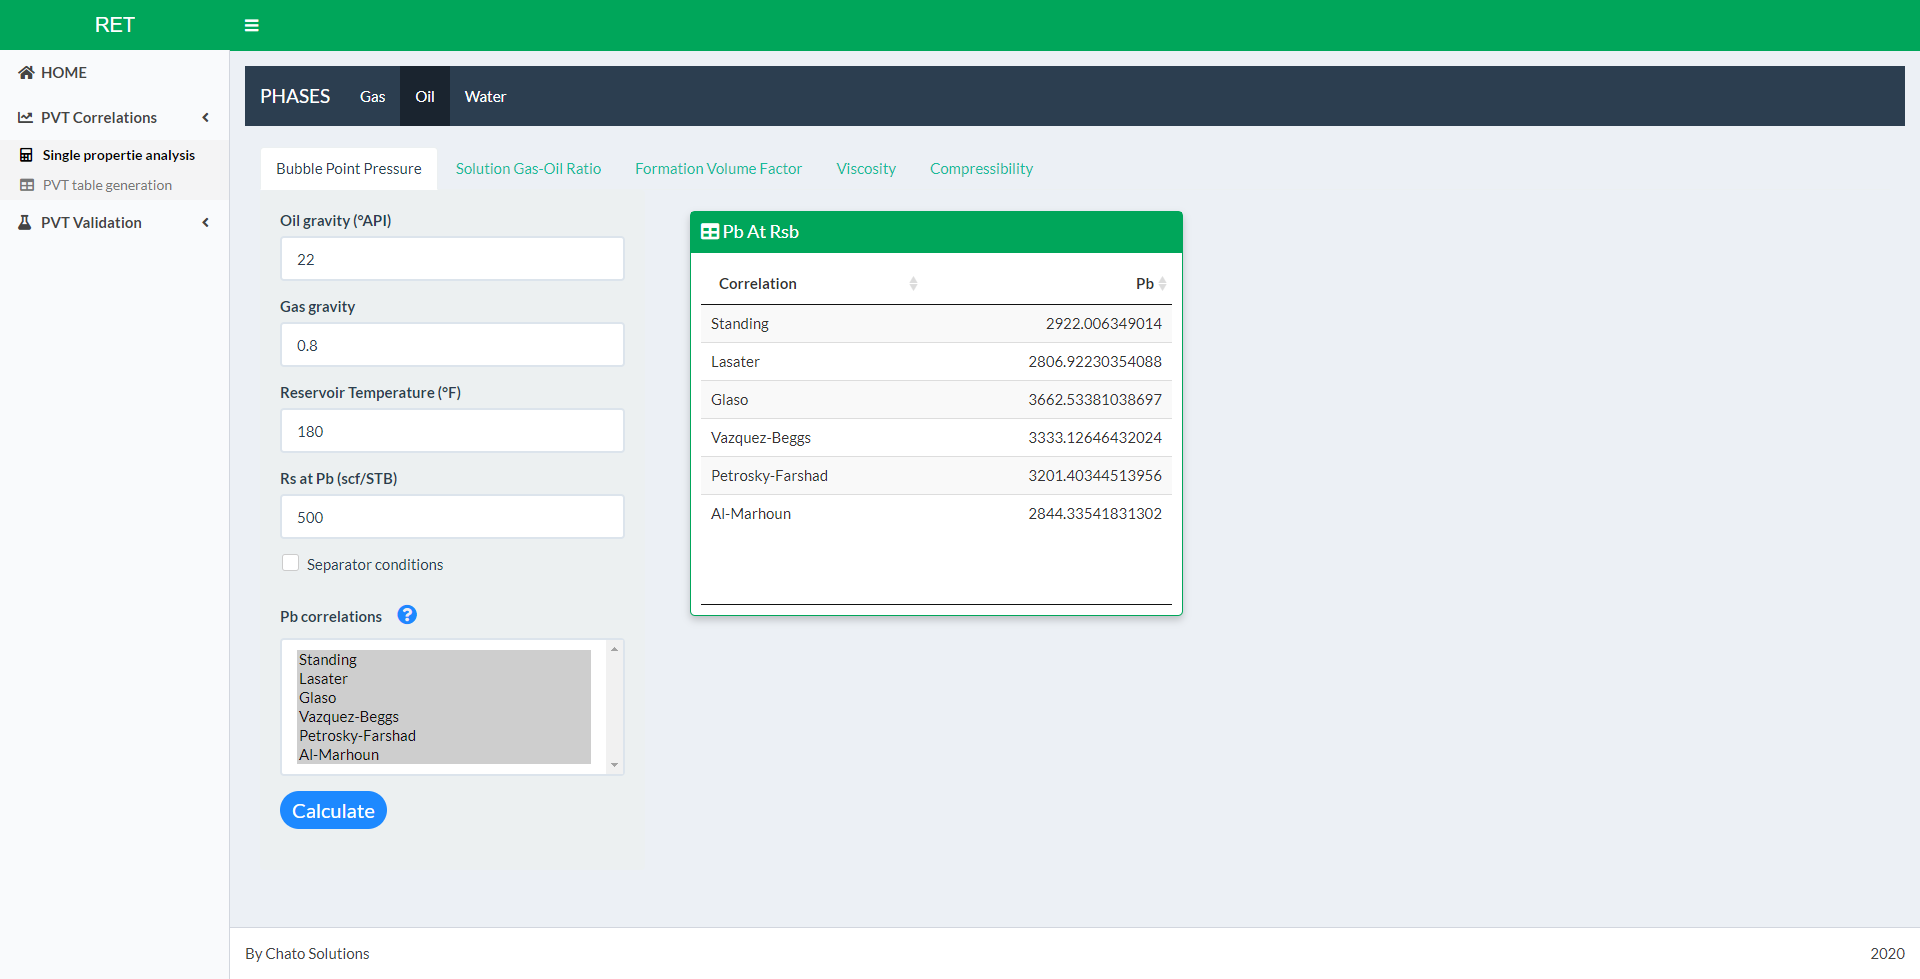 RET
HOME
PVT Correlations
Single propertie analysis
PVT table generation
PVT Validation
PHASES Gas Oil Water
Bubble Point Pressure Solution Gas-Oil Ratio Formation Volume Factor Viscosity Compressibility
Oil gravity (°API)
22
Gas gravity
0.8
Reservoir Temperature (°F)
180
Rs at Pb (scf/STB)
500
Separator conditions
Pb correlations ?
Standing
Lasater
Glaso
Vazquez-Beggs
Petrosky-Farshad
Al-Marhoun
Calculate
Pb At Rsb
Correlation Pb
Standing 2922.006349014
Lasater 2806.92230354088
Glaso 3662.53381038697
Vazquez-Beggs 3333.12646432024
Petrosky-Farshad 3201.40344513956
Al-Marhoun 2844.33541831302
By Chato Solutions 2020